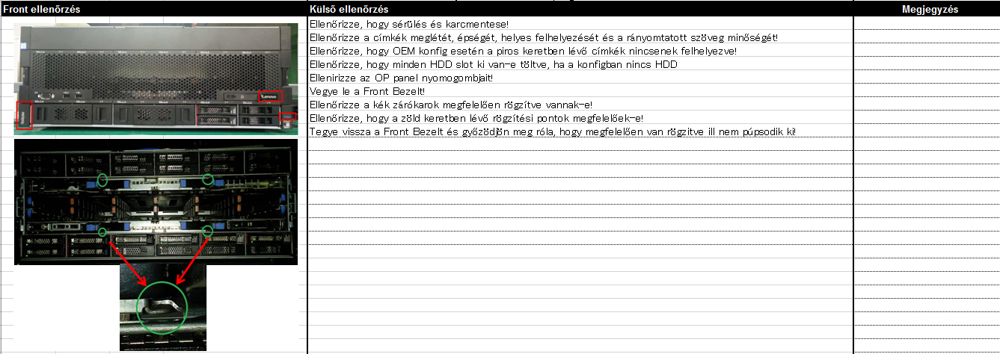 Front ellenőrzés
Külső ellenőrzés
Megjegyzés
Ellenőrizze, hogy sérülés és karcmentese!
Ellenőrizze a címkék meglétét, épségét, helyes felhelyezését és a rányomtatott szöveg minőségét!
Ellenőrizze, hogy OEM konfig esetén a piros keretben lévő címkék nincsenek felhelyezve!
Ellenőrizze, hogy minden HDD slot ki van-e töltve, ha a konfigban nincs HDD
Ellenirizze az OP panel nyomogombjait!
Vegye le a Front Bezelt!
Ellenőrizze a kék zárókarok megfelelően rögzítve vannak-e!
Ellenőrizze, hogy a zöld keretben lévő rögzítési pontok megfelelőek-e!
Tegye vissza a Front Bezelt és győződjön meg róla, hogy megfelelően van rögzitve ill nem púpsodik ki!
Lenovo